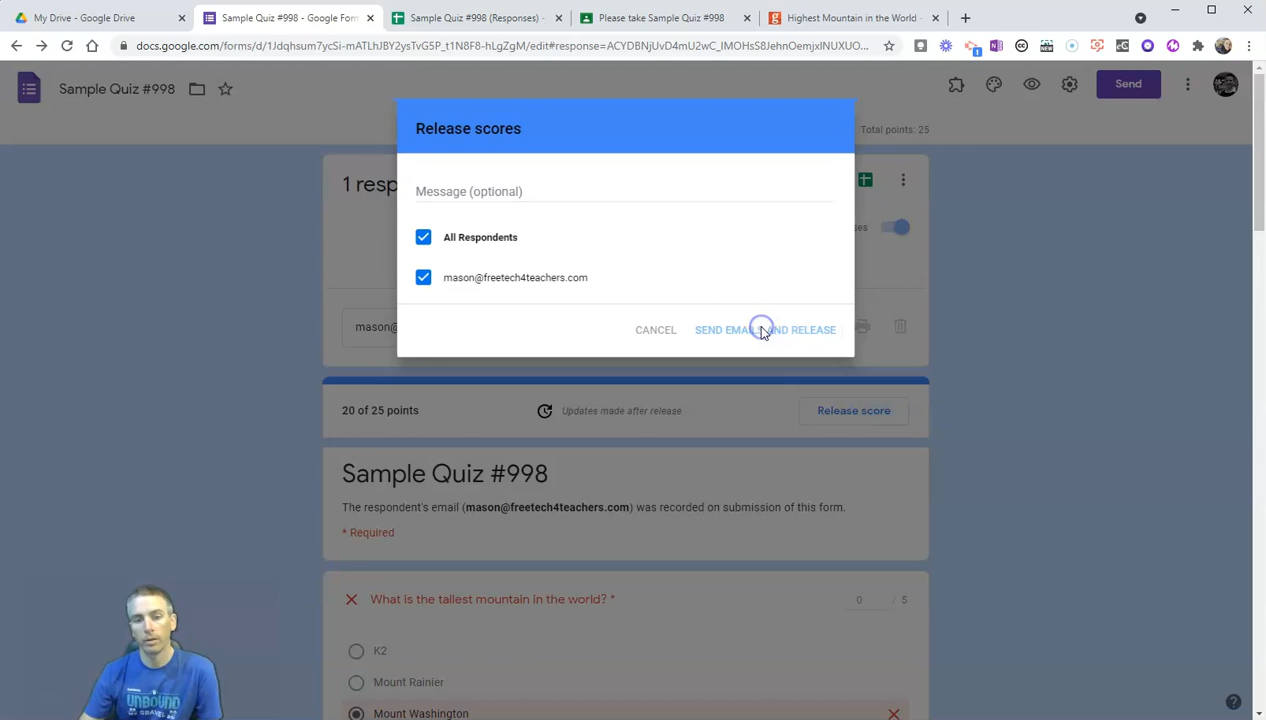 My Drive - Google Drive
Sample Quiz #998 - Google For
Sample Quiz #998 (Responses) -
Please take Sample Quiz #998
Highest Mountain in the World -
docs.google.com/forms/d/1Jdqhsum7ycSi-mATLhJBY2ysTvG5P_t1N8F8-hLgZgM/edit#response=ACYDBNjUvD4mU2wC_IMOHsS8JehnOemjxINUXUO...
Sample Quiz #998
Send
Total points: 25
Release scores
1 resp
Message (optional)
ses
All Respondents
mason@freetech4teachers.com
mason@
CANCEL
SEND EMAILS AND RELEASE
20 of 25 points
Updates made after release
Release score
Sample Quiz #998
The respondent's email (mason@freetech4teachers.com) was recorded on submission of this form.
* Required
What is the tallest mountain in the world? *
0 / 5
K2
Mount Rainier
Mount Washington
UNBOUND
GRAVEL